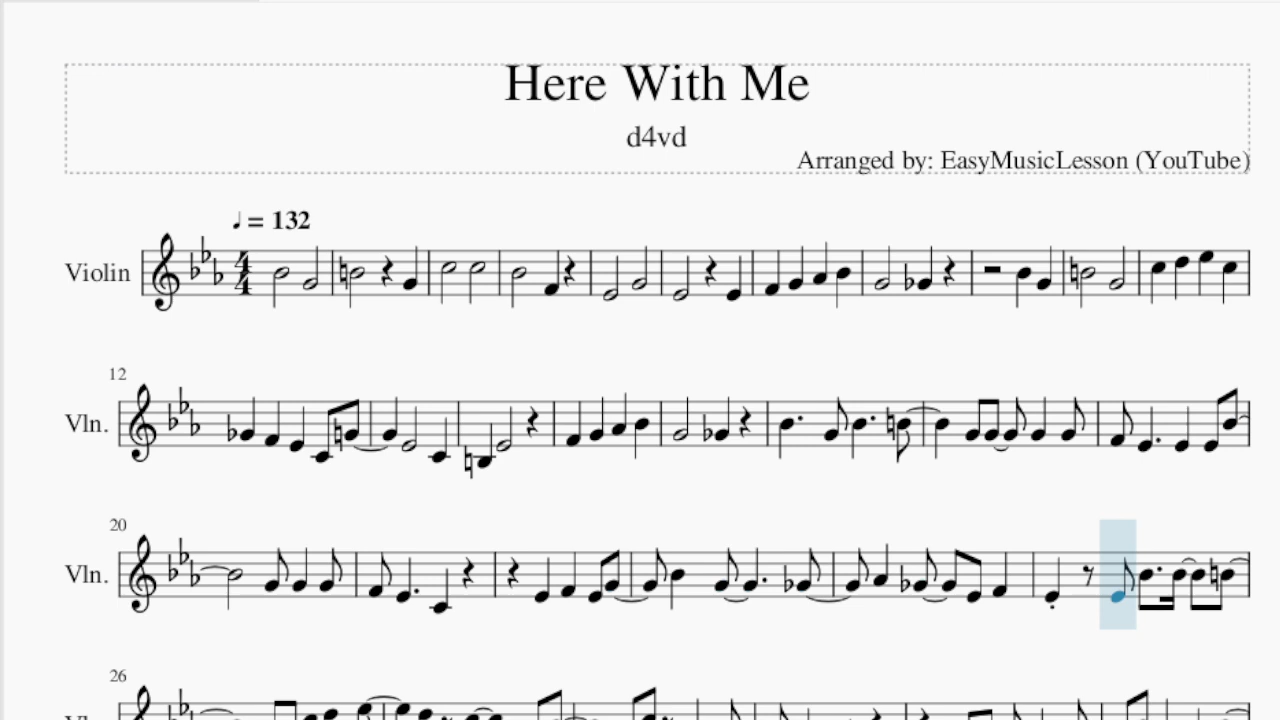 Here With Me
d4vd
Arranged by: EasyMusicLesson (YouTube)
♩ = 132
Violin
4
4
12
Vln.
20
Vln.
26